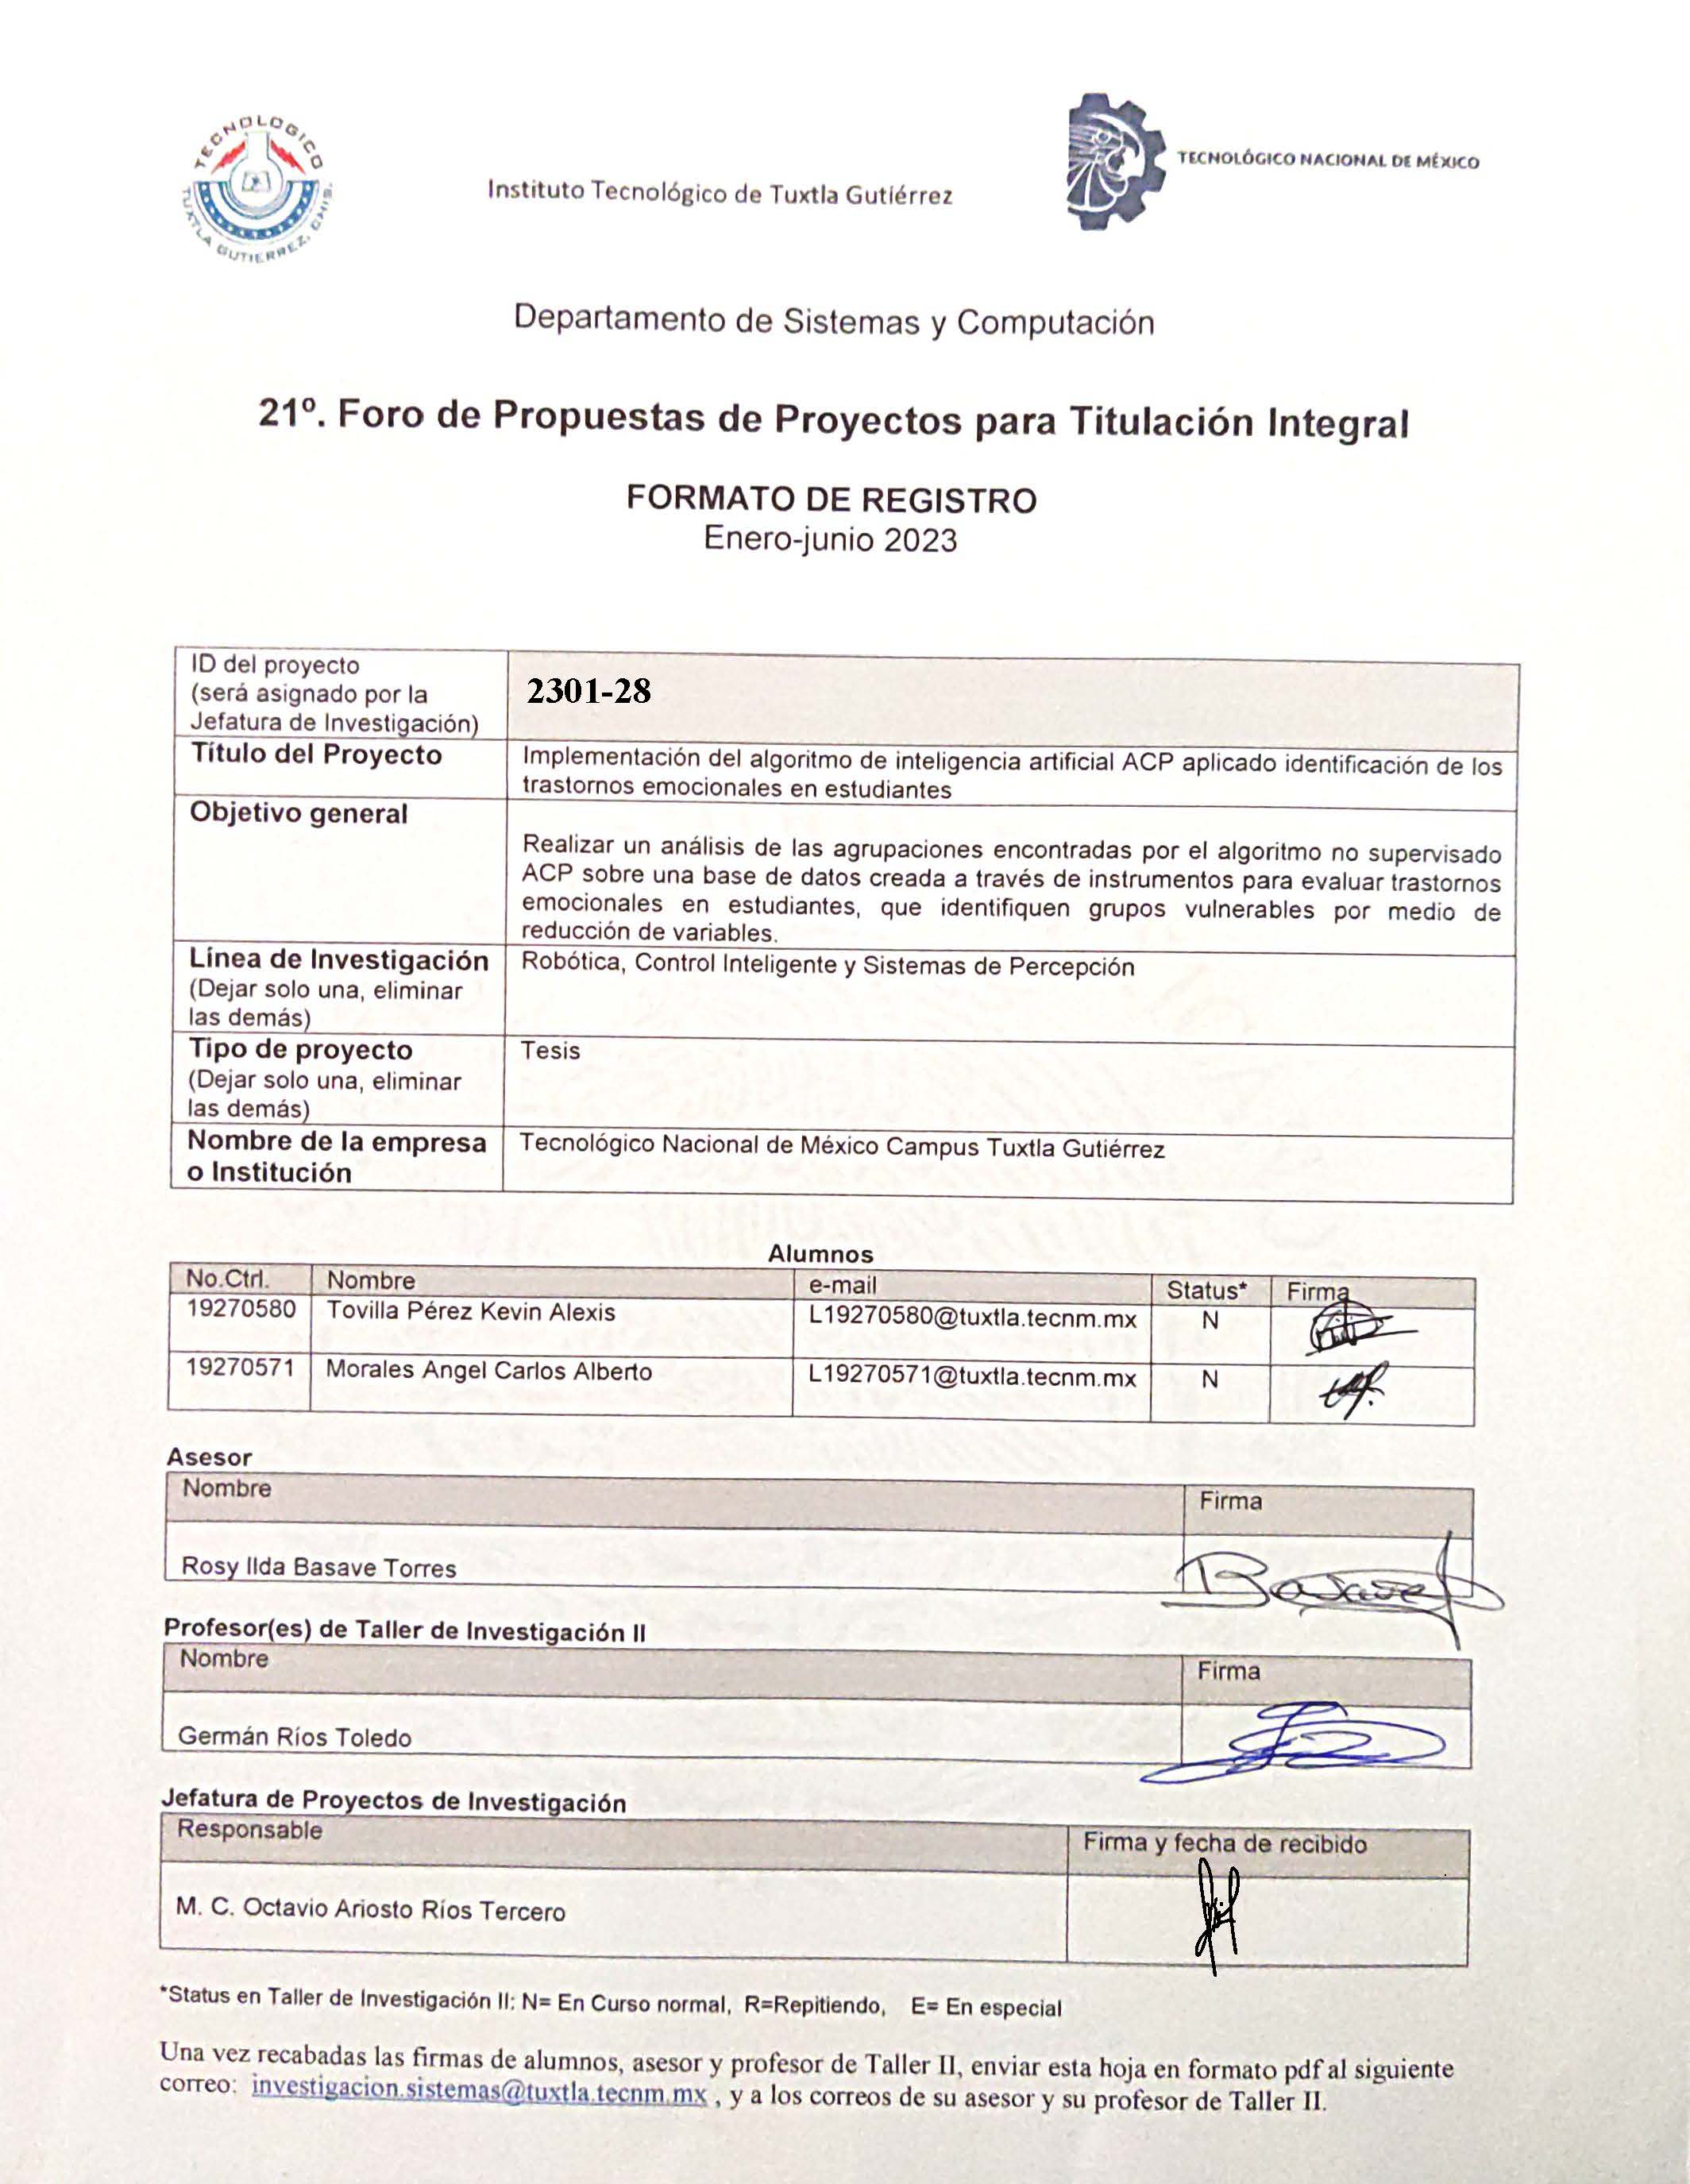 TECNOLOGICO
TUXTLA GUTIERREZ, CHIS.
Instituto Tecnológico de Tuxtla Gutiérrez
TECNOLÓGICO NACIONAL DE MÉXICO
Departamento de Sistemas y Computación
21º. Foro de Propuestas de Proyectos para Titulación Integral
FORMATO DE REGISTRO
Enero-junio 2023
ID del proyecto
(será asignado por la
Jefatura de Investigación)
2301-28
Título del Proyecto
Implementación del algoritmo de inteligencia artificial ACP aplicado identificación de los
trastornos emocionales en estudiantes
Objetivo general
Realizar un análisis de las agrupaciones encontradas por el algoritmo no supervisado
ACP sobre una base de datos creada a través de instrumentos para evaluar trastornos
emocionales en estudiantes, que identifiquen grupos vulnerables por medio de
reducción de variables.
Línea de Investigación
(Dejar solo una, eliminar
las demás)
Robótica, Control Inteligente y Sistemas de Percepción
Tipo de proyecto
(Dejar solo una, eliminar
las demás)
Tesis
Nombre de la empresa
o Institución
Tecnológico Nacional de México Campus Tuxtla Gutiérrez
Alumnos
No.Ctrl. Nombre e-mail Status* Firma
19270580 Tovilla Pérez Kevin Alexis L19270580@tuxtla.tecnm.mx N
19270571 Morales Angel Carlos Alberto L19270571@tuxtla.tecnm.mx N
Asesor
Nombre Firma
Rosy Ilda Basave Torres Basave
Profesor(es) de Taller de Investigación II
Nombre Firma
Germán Ríos Toledo
Jefatura de Proyectos de Investigación
Responsable Firma y fecha de recibido
M. C. Octavio Ariosto Ríos Tercero
*Status en Taller de Investigación II: N= En Curso normal, R=Repitiendo, E= En especial
Una vez recabadas las firmas de alumnos, asesor y profesor de Taller II, enviar esta hoja en formato pdf al siguiente
correo: investigacion.sistemas@tuxtla.tecnm.mx , y a los correos de su asesor y su profesor de Taller II.